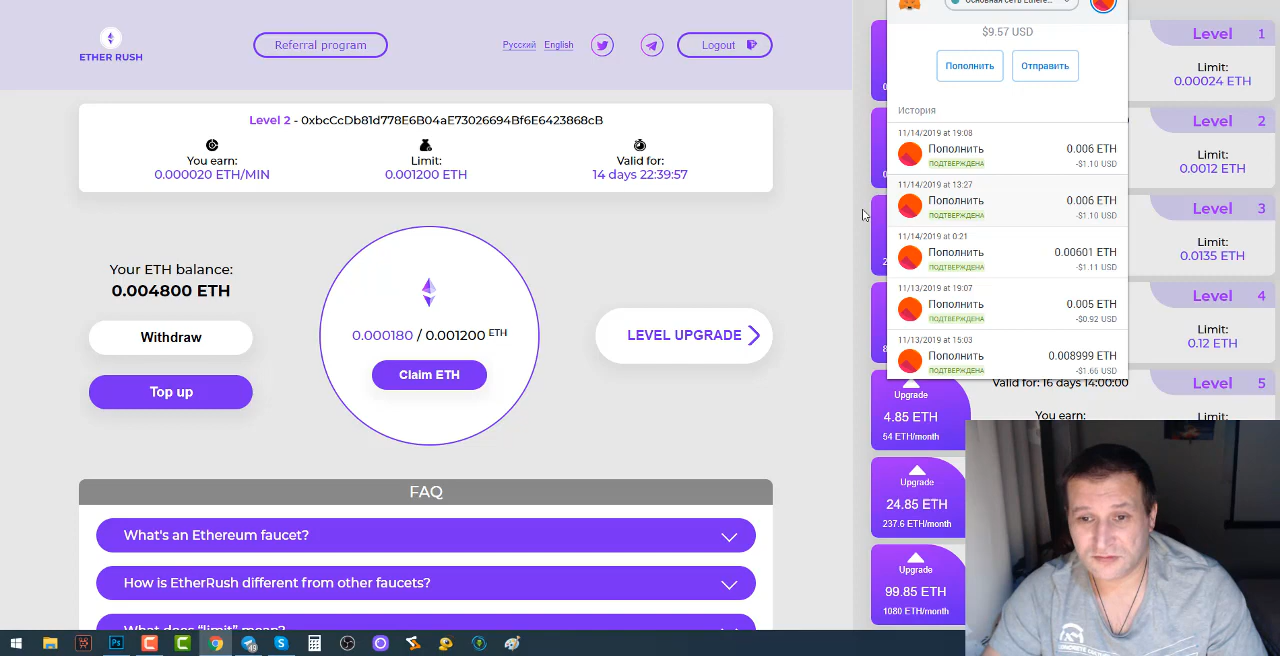 ETHER RUSH
Referral program
Русский English
Logout
Level 2 - 0xbcCcDb81d778E6B04aE73026694Bf6E6423868cB
You earn:
0.000020 ETH/MIN
Limit:
0.001200 ETH
Valid for:
14 days 22:39:57
Your ETH balance:
0.004800 ETH
Withdraw
Top up
0.000180 / 0.001200 ETH
Claim ETH
LEVEL UPGRADE
FAQ
What's an Ethereum faucet?
How is EtherRush different from other faucets?
What does "limit" mean?
Основная сеть Ethere...
$9.57 USD
Пополнить
Отправить
История
11/14/2019 at 19:08
Пополнить 0.006 ETH
ПОДТВЕРЖДЕНА -$1.10 USD
11/14/2019 at 13:27
Пополнить 0.006 ETH
ПОДТВЕРЖДЕНА -$1.10 USD
11/14/2019 at 0:21
Пополнить 0.00601 ETH
ПОДТВЕРЖДЕНА -$1.11 USD
11/13/2019 at 19:07
Пополнить 0.005 ETH
ПОДТВЕРЖДЕНА -$0.92 USD
11/13/2019 at 15:03
Пополнить 0.008999 ETH
ПОДТВЕРЖДЕНА -$1.66 USD
Level 1
Limit:
0.00024 ETH
Level 2
Limit:
0.0012 ETH
Level 3
Limit:
0.0135 ETH
Level 4
Limit:
0.12 ETH
Level 5
Limit:
Valid for: 16 days 14:00:00
You earn:
Upgrade
4.85 ETH
54 ETH/month
Upgrade
24.85 ETH
237.6 ETH/month
Upgrade
99.85 ETH
1080 ETH/month